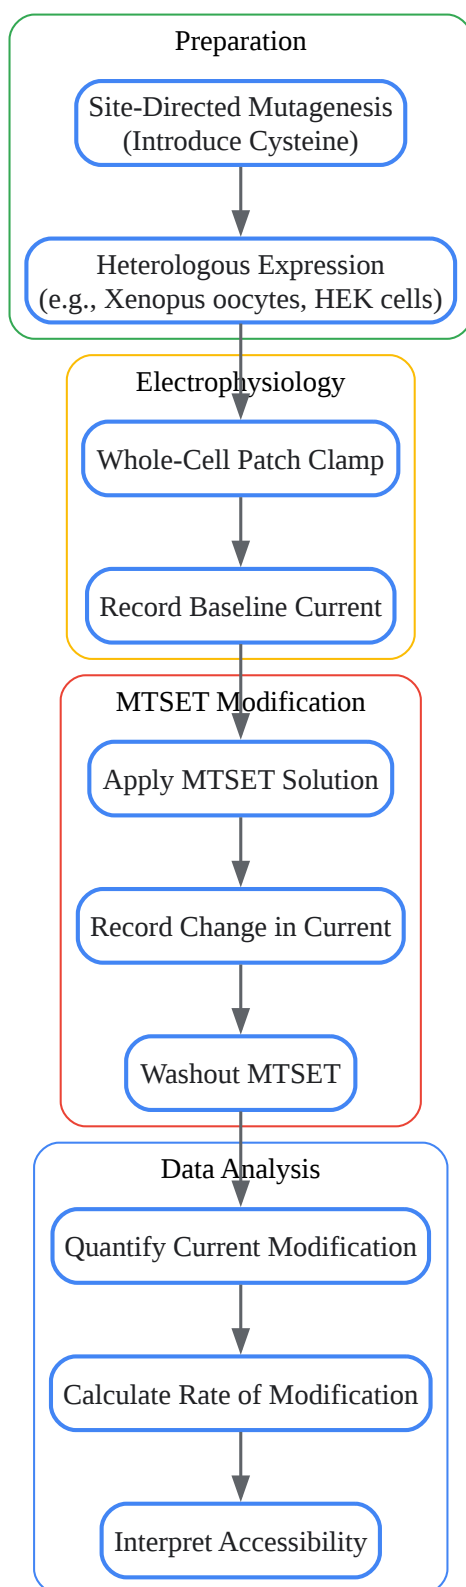 Preparation
Site-Directed Mutagenesis
(Introduce Cysteine)
Heterologous Expression
(e.g., Xenopus oocytes, HEK cells)
Electrophysiology
Whole-Cell Patch Clamp
Record Baseline Current
MTSET Modification
Apply MTSET Solution
Record Change in Current
Washout MTSET
Data Analysis
Quantify Current Modification
Calculate Rate of Modification
Interpret Accessibility